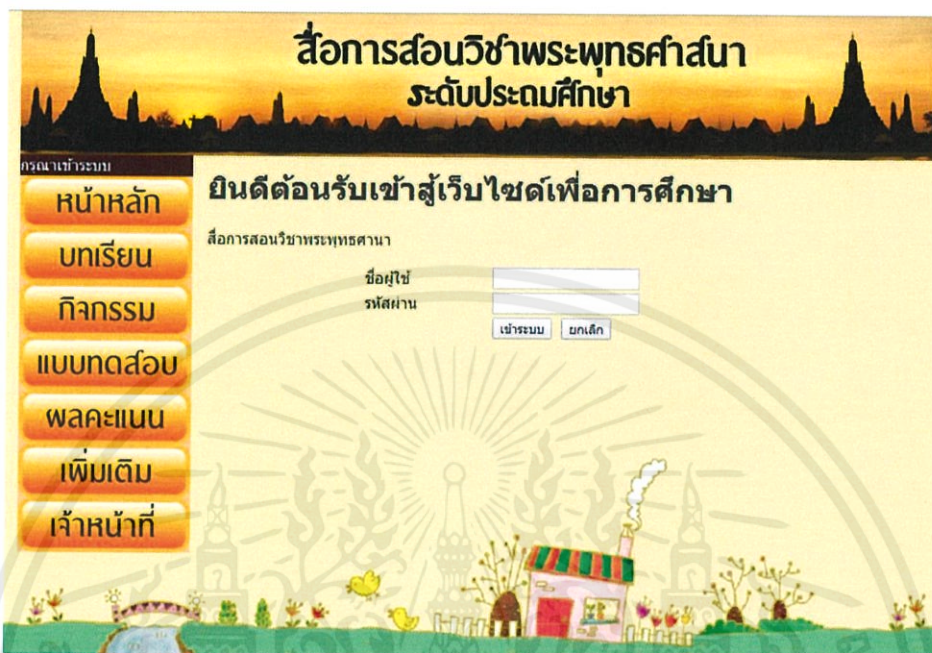 สื่อการสอนวิชาพระพุทธศาสนา
ระดับประถมศึกษา
กรุณาเข้าระบบ
หน้าหลัก
บทเรียน
กิจกรรม
แบบทดสอบ
ผลคะแนน
เพิ่มเติม
เจ้าหน้าที่
ยินดีต้อนรับเข้าสู่เว็บไซต์เพื่อการศึกษา
สื่อการสอนวิชาพระพุทธศานา
ชื่อผู้ใช้
รหัสผ่าน
เข้าระบบ ยกเลิก